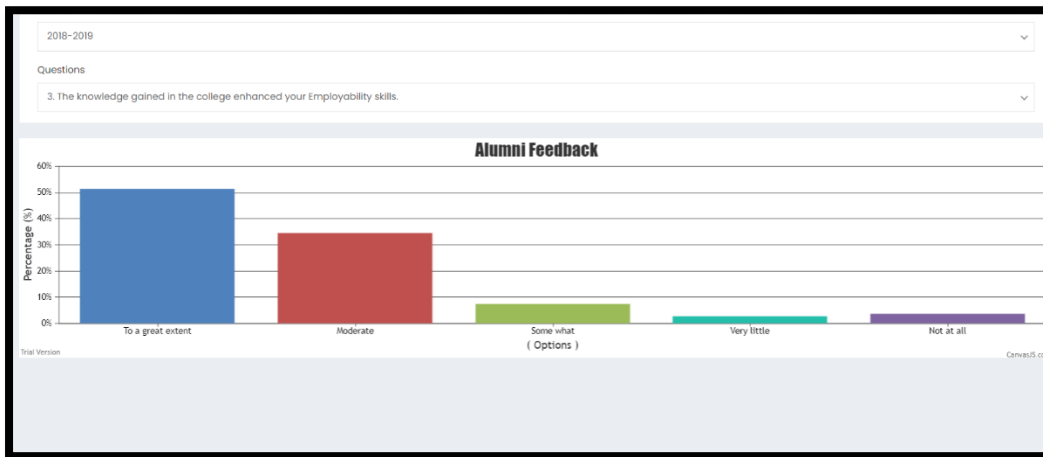 2018-2019
Questions
3. The knowledge gained in the college enhanced your Employability skills.
Alumni Feedback
60%
50%
40%
30%
20%
10%
0%
Percentage (%)
To a great extent
Moderate
Some what
Very little
Not at all
( Options )
Trial Version
CanvasJS.co